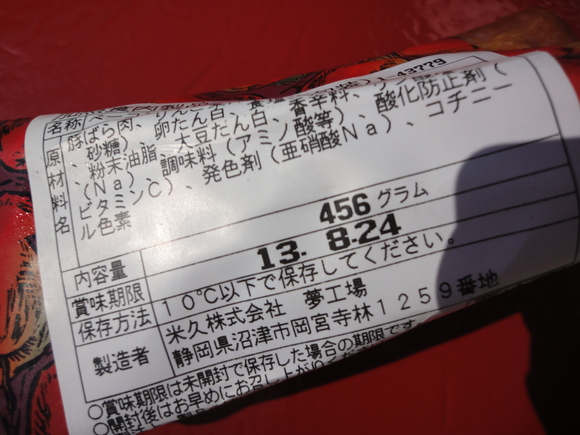 43779
名称
原材料名
豚ばら肉、
砂糖)、卵たん白、食塩、香辛料、
粉末油脂、大豆たん白、酸化防止剤(
(Na)、調味料(アミノ酸等)、
ビタミンC)、発色剤(亜硝酸Na)、コチニー
ル色素
内容量 456グラム
賞味期限 13. 8.24
保存方法 10℃以下で保存してください。
製造者 米久株式会社 夢工場
静岡県沼津市岡宮寺林1259番地
○賞味期限は未開封で保存した場合の期限です
○開封後はお早めにお召し上がりくだ